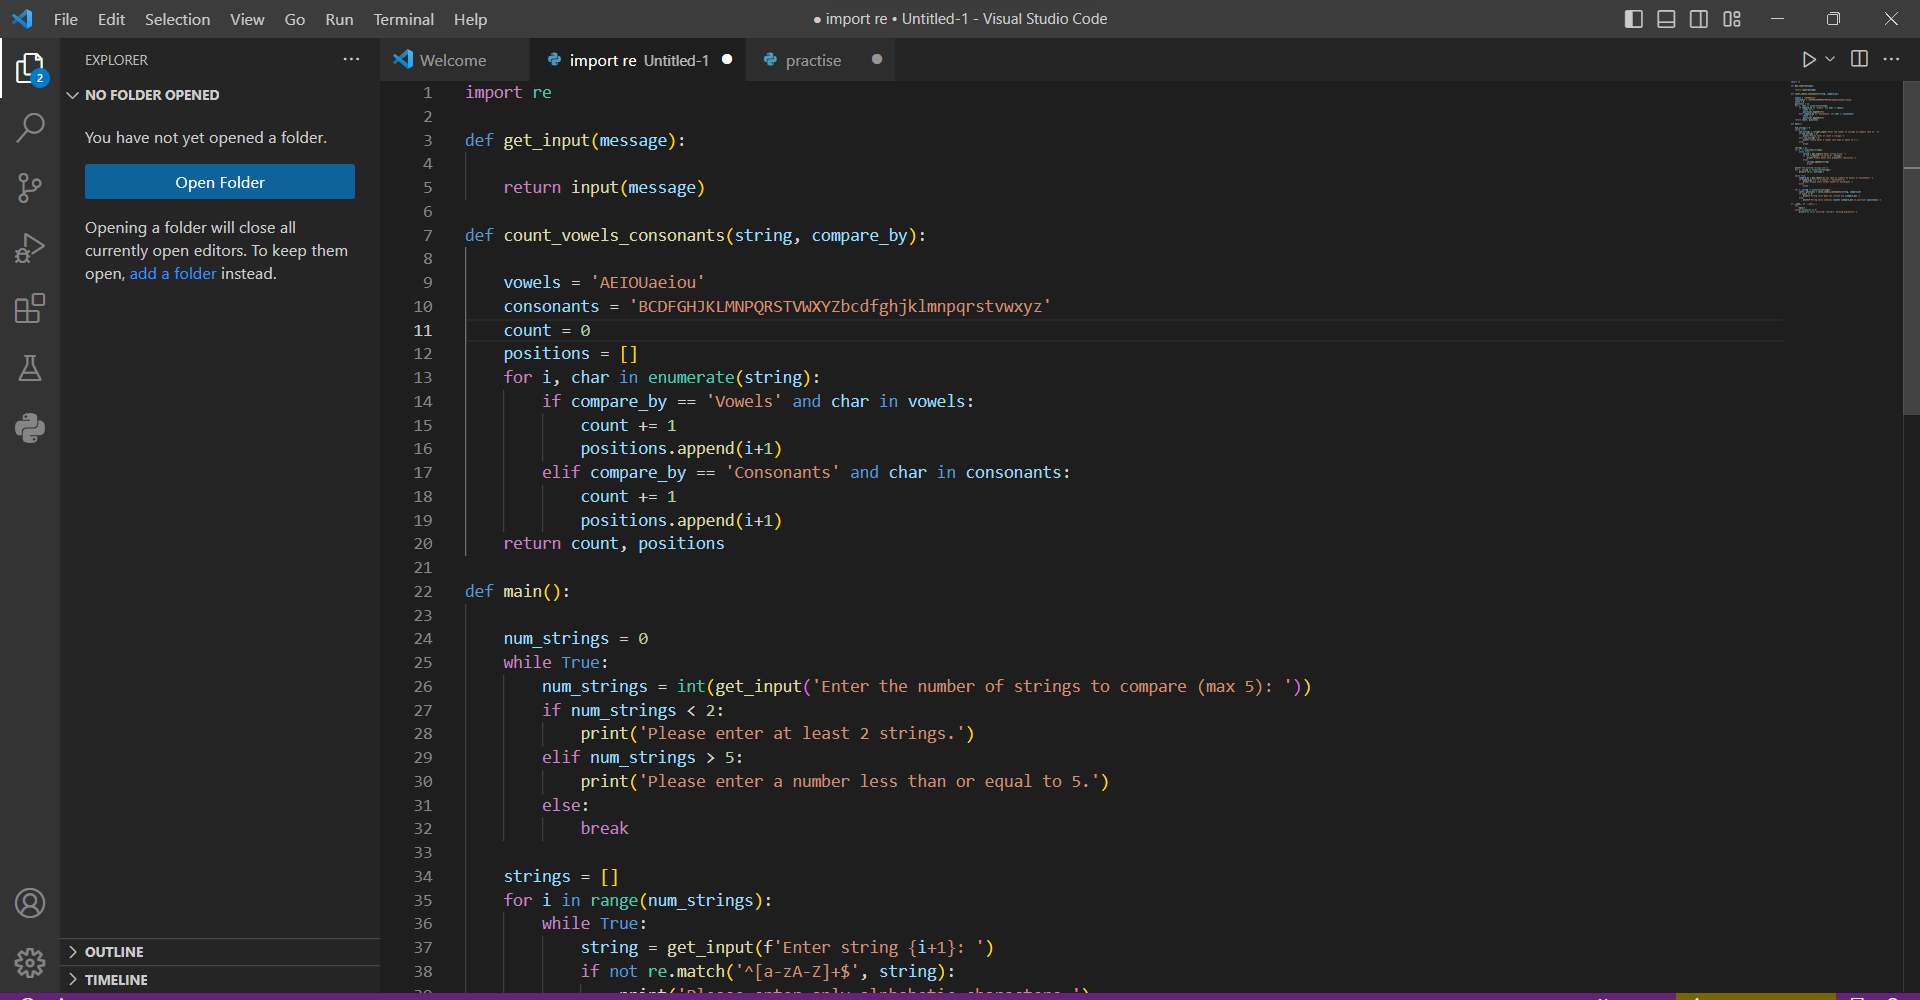 File Edit Selection View Go Run Terminal Help
● import re • Untitled-1 - Visual Studio Code
EXPLORER
2
NO FOLDER OPENED
You have not yet opened a folder.
Open Folder
Opening a folder will close all
currently open editors. To keep them
open, add a folder instead.
OUTLINE
TIMELINE
Welcome
import re Untitled-1
practise
1 import re
2
3 def get_input(message):
4
5     return input(message)
6
7 def count_vowels_consonants(string, compare_by):
8
9     vowels = 'AEIOUaeiou'
10     consonants = 'BCDFGHJKLMNPQRSTVWXYZbcdfghjklmnpqrstvwxyz'
11     count = 0
12     positions = []
13     for i, char in enumerate(string):
14         if compare_by == 'Vowels' and char in vowels:
15             count += 1
16             positions.append(i+1)
17         elif compare_by == 'Consonants' and char in consonants:
18             count += 1
19             positions.append(i+1)
20     return count, positions
21
22 def main():
23
24     num_strings = 0
25     while True:
26         num_strings = int(get_input('Enter the number of strings to compare (max 5): '))
27         if num_strings < 2:
28             print('Please enter at least 2 strings.')
29         elif num_strings > 5:
30             print('Please enter a number less than or equal to 5.')
31         else:
32             break
33
34     strings = []
35     for i in range(num_strings):
36         while True:
37             string = get_input(f'Enter string {i+1}: ')
38             if not re.match('^[a-zA-Z]+$', string):
39                 print('Please enter only alphabetic characters.')